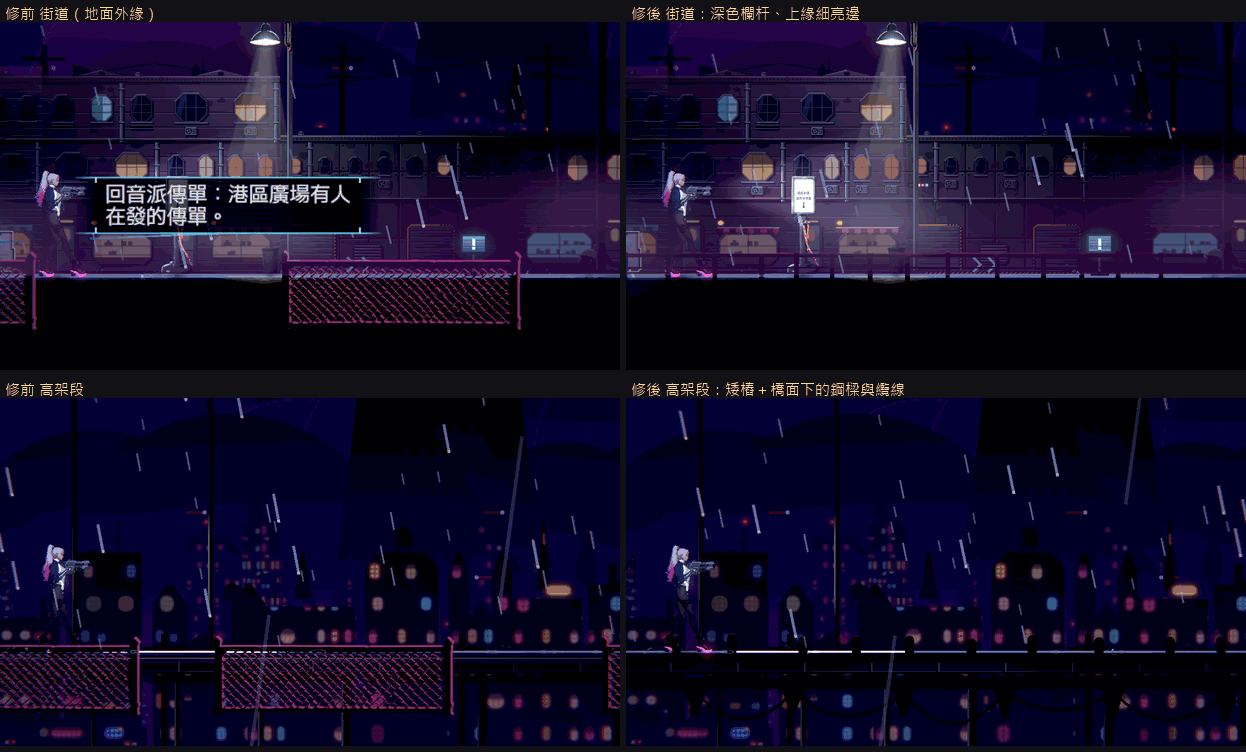 修前 街道（地面外緣）
修後 街道：深色欄杆、上緣細亮邊
回音派傳單：港區廣場有人
在發的傳單。
!
!
修前 高架段
修後 高架段：矮樁＋橋面下的鋼樑與纜線